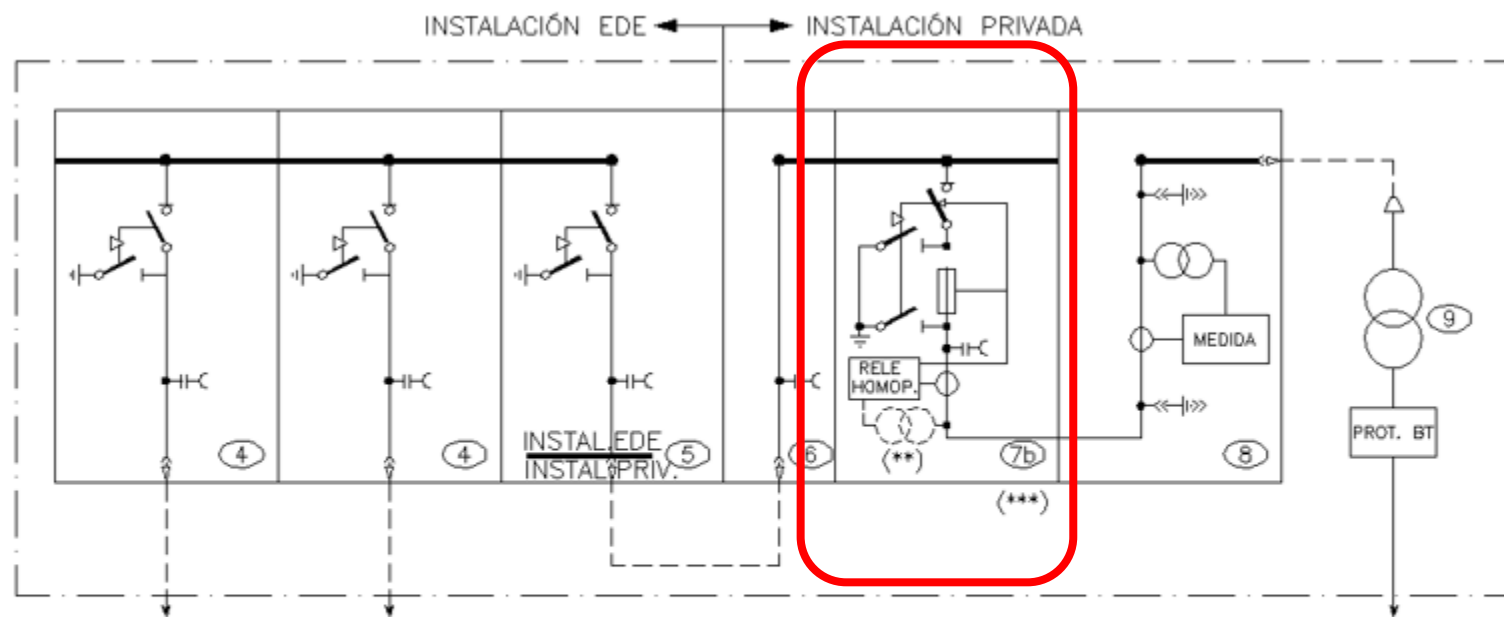 INSTALACIÓN EDE
INSTALACIÓN PRIVADA
RELE
HOMOP.
MEDIDA
9
PROT. BT
INSTAL.EDE
INSTAL.PRIV.
4
4
5
6
(**)
7b
8
(***)